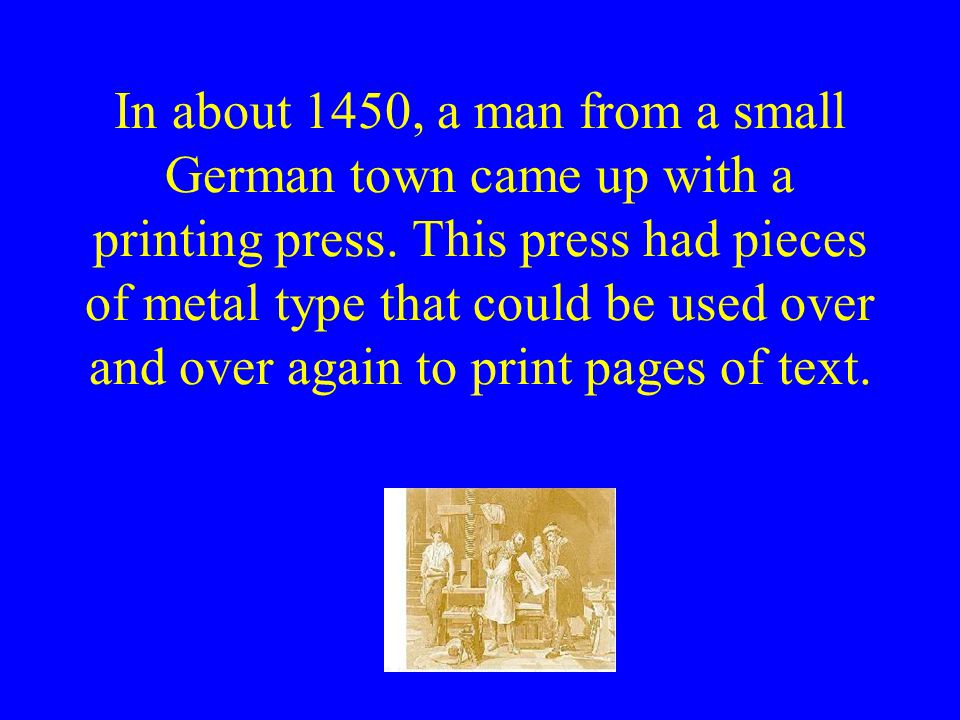 In about 1450, a man from a small
German town came up with a
printing press. This press had pieces
of metal type that could be used over
and over again to print pages of text.